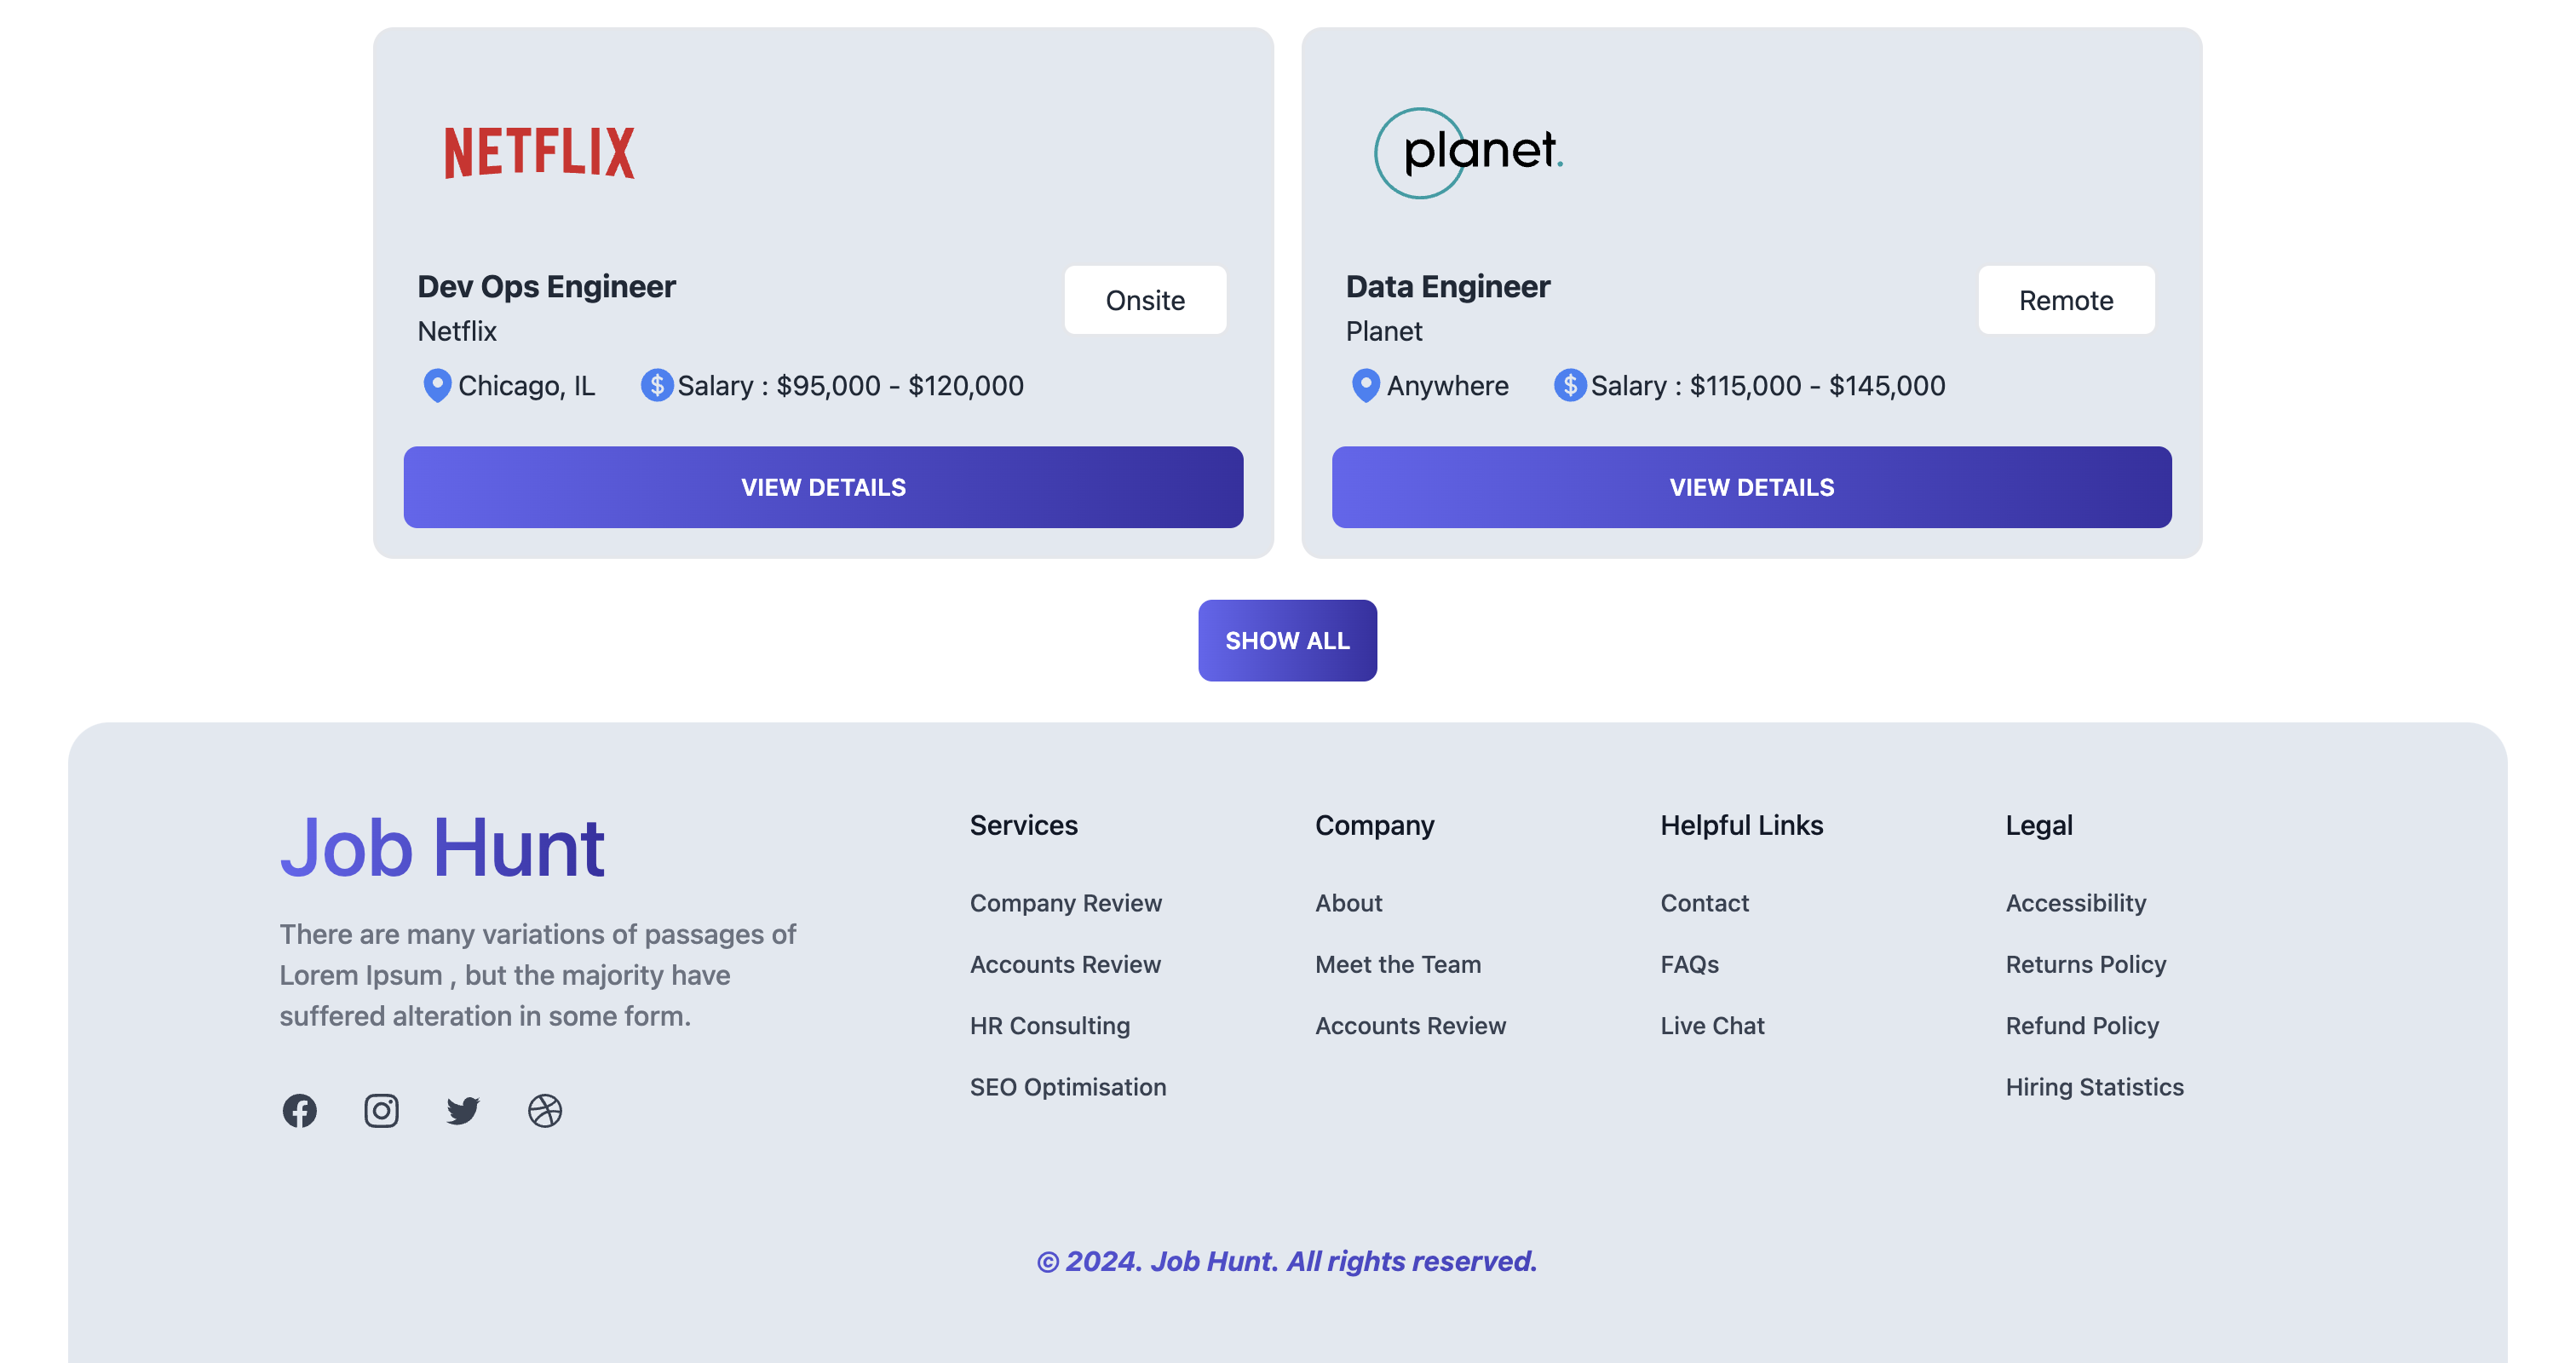 NETFLIX
Dev Ops Engineer
Onsite
Netflix
Chicago, IL
Salary : $95,000 - $120,000
VIEW DETAILS
planet.
Data Engineer
Remote
Planet
Anywhere
Salary : $115,000 - $145,000
VIEW DETAILS
SHOW ALL
Job Hunt
There are many variations of passages of
Lorem Ipsum , but the majority have
suffered alteration in some form.
Services
Company Review
Accounts Review
HR Consulting
SEO Optimisation
Company
About
Meet the Team
Accounts Review
Helpful Links
Contact
FAQs
Live Chat
Legal
Accessibility
Returns Policy
Refund Policy
Hiring Statistics
© 2024. Job Hunt. All rights reserved.